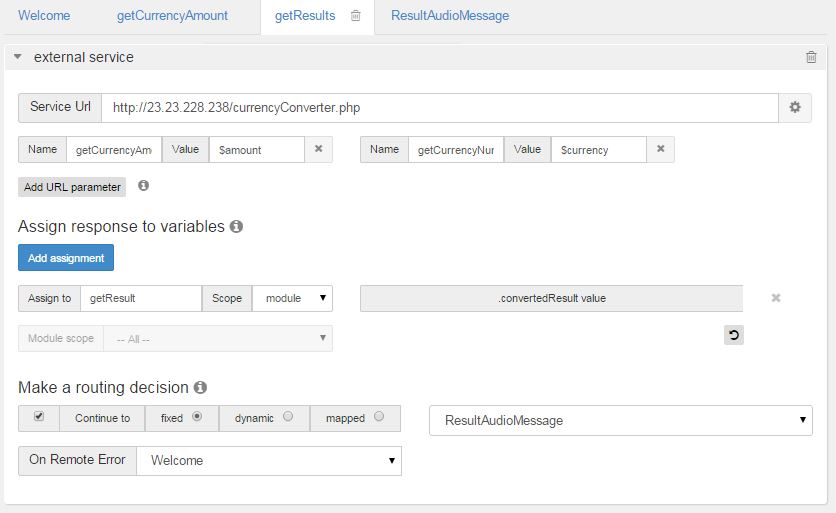 Welcome getCurrencyAmount getResults ResultAudioMessage
external service
Service Url http://23.23.228.238/currencyConverter.php
Name getCurrencyAm Value $amount Name getCurrencyNur Value $currency
Add URL parameter
Assign response to variables
Add assignment
Assign to getResult Scope module .convertedResult value
Module scope -- All --
Make a routing decision
Continue to fixed dynamic mapped ResultAudioMessage
On Remote Error Welcome